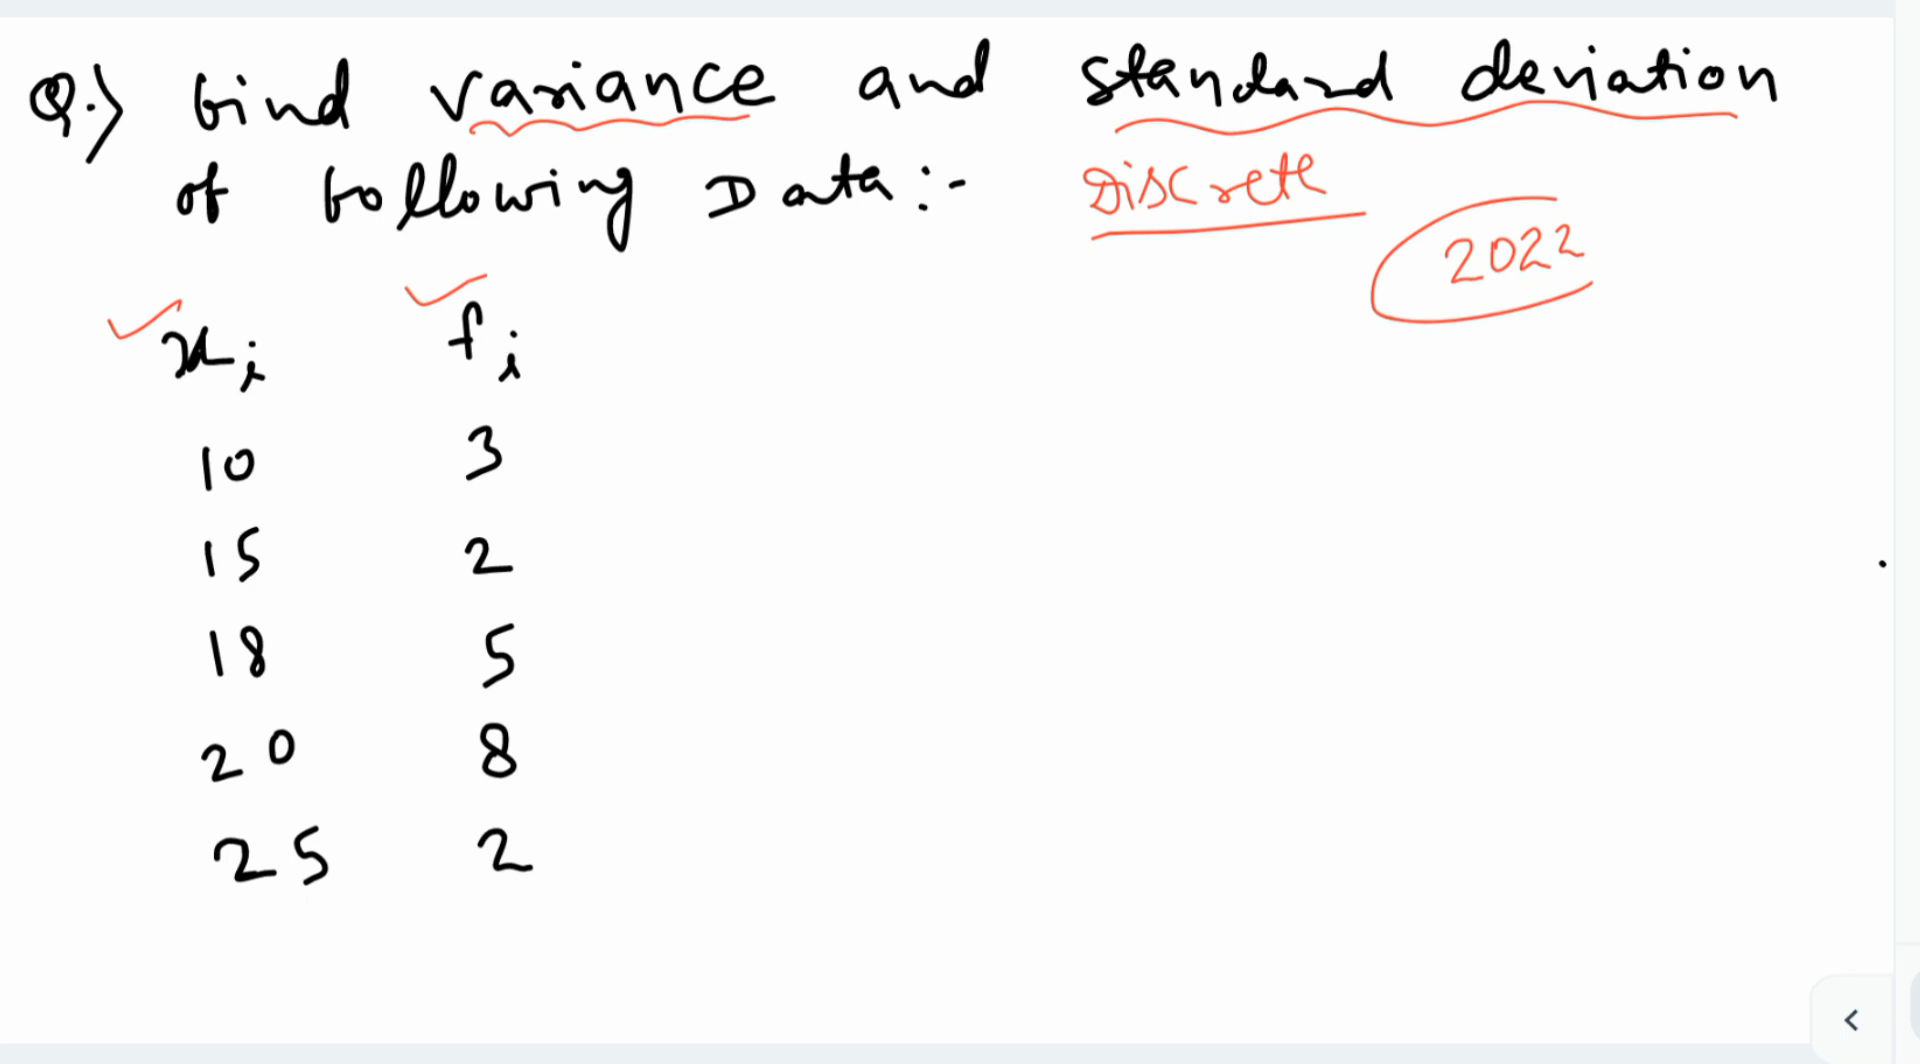 Q.) find variance and standard deviation
of following Data:-
Discrete
2022
xi fi
10 3
15 2
18 5
20 8
25 2